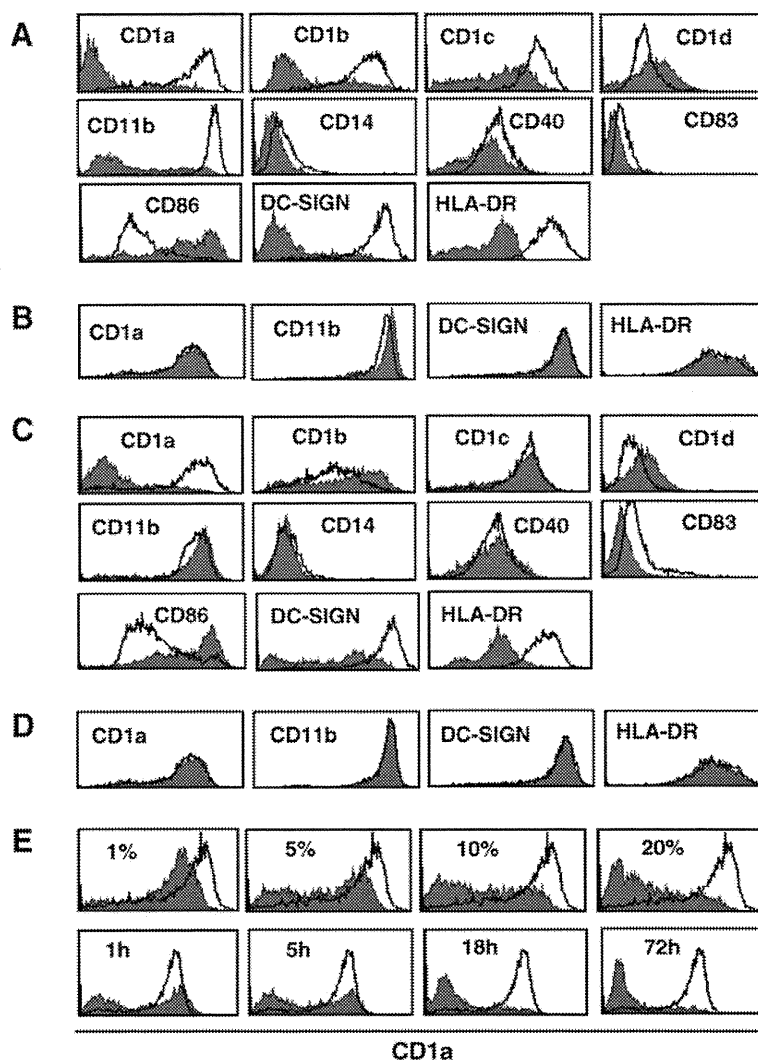 A
CD1a CD1b CD1c CD1d
CD11b CD14 CD40 CD83
CD86 DC-SIGN HLA-DR
B
CD1a CD11b DC-SIGN HLA-DR
C
CD1a CD1b CD1c CD1d
CD11b CD14 CD40 CD83
CD86 DC-SIGN HLA-DR
D
CD1a CD11b DC-SIGN HLA-DR
E
1% 5% 10% 20%
1h 5h 18h 72h
CD1a